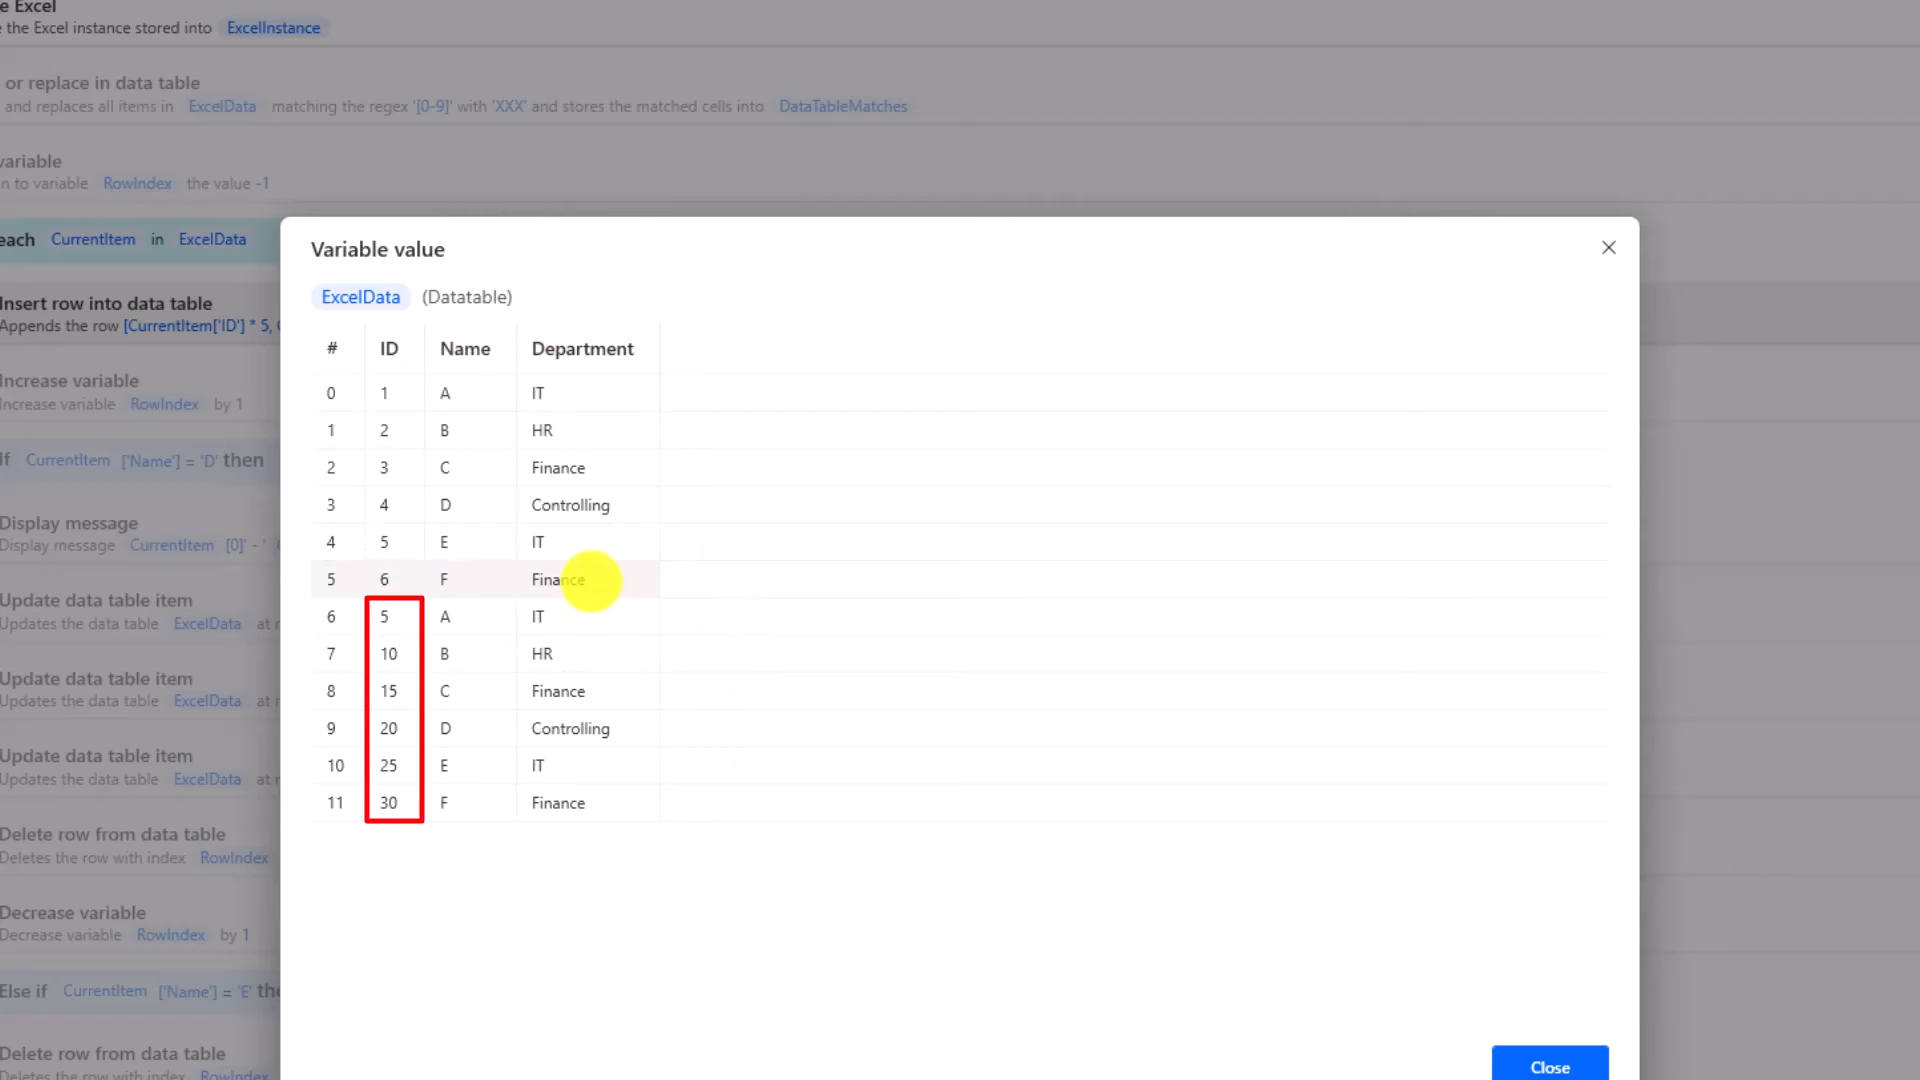 e Excel
e the Excel instance stored into ExcelInstance
or replace in data table
and replaces all items in ExcelData matching the regex '[0-9]' with 'XXX' and stores the matched cells into DataTableMatches
variable
n to variable RowIndex the value -1
each CurrentItem in ExcelData
Insert row into data table
Appends the row [CurrentItem['ID'] * 5,
Increase variable
Increase variable RowIndex by 1
If CurrentItem ['Name'] = 'D' then
Display message
Display message CurrentItem [0]' - '
Update data table item
Updates the data table ExcelData at r
Update data table item
Updates the data table ExcelData at r
Update data table item
Updates the data table ExcelData at r
Delete row from data table
Deletes the row with index RowIndex
Decrease variable
Decrease variable RowIndex by 1
Else if CurrentItem ['Name'] = 'E' the
Delete row from data table
Deletes the row with index RowIndex
Variable value
ExcelData (Datatable)
# ID Name Department
0 1 A IT
1 2 B HR
2 3 C Finance
3 4 D Controlling
4 5 E IT
5 6 F Finance
6 5 A IT
7 10 B HR
8 15 C Finance
9 20 D Controlling
10 25 E IT
11 30 F Finance
Close